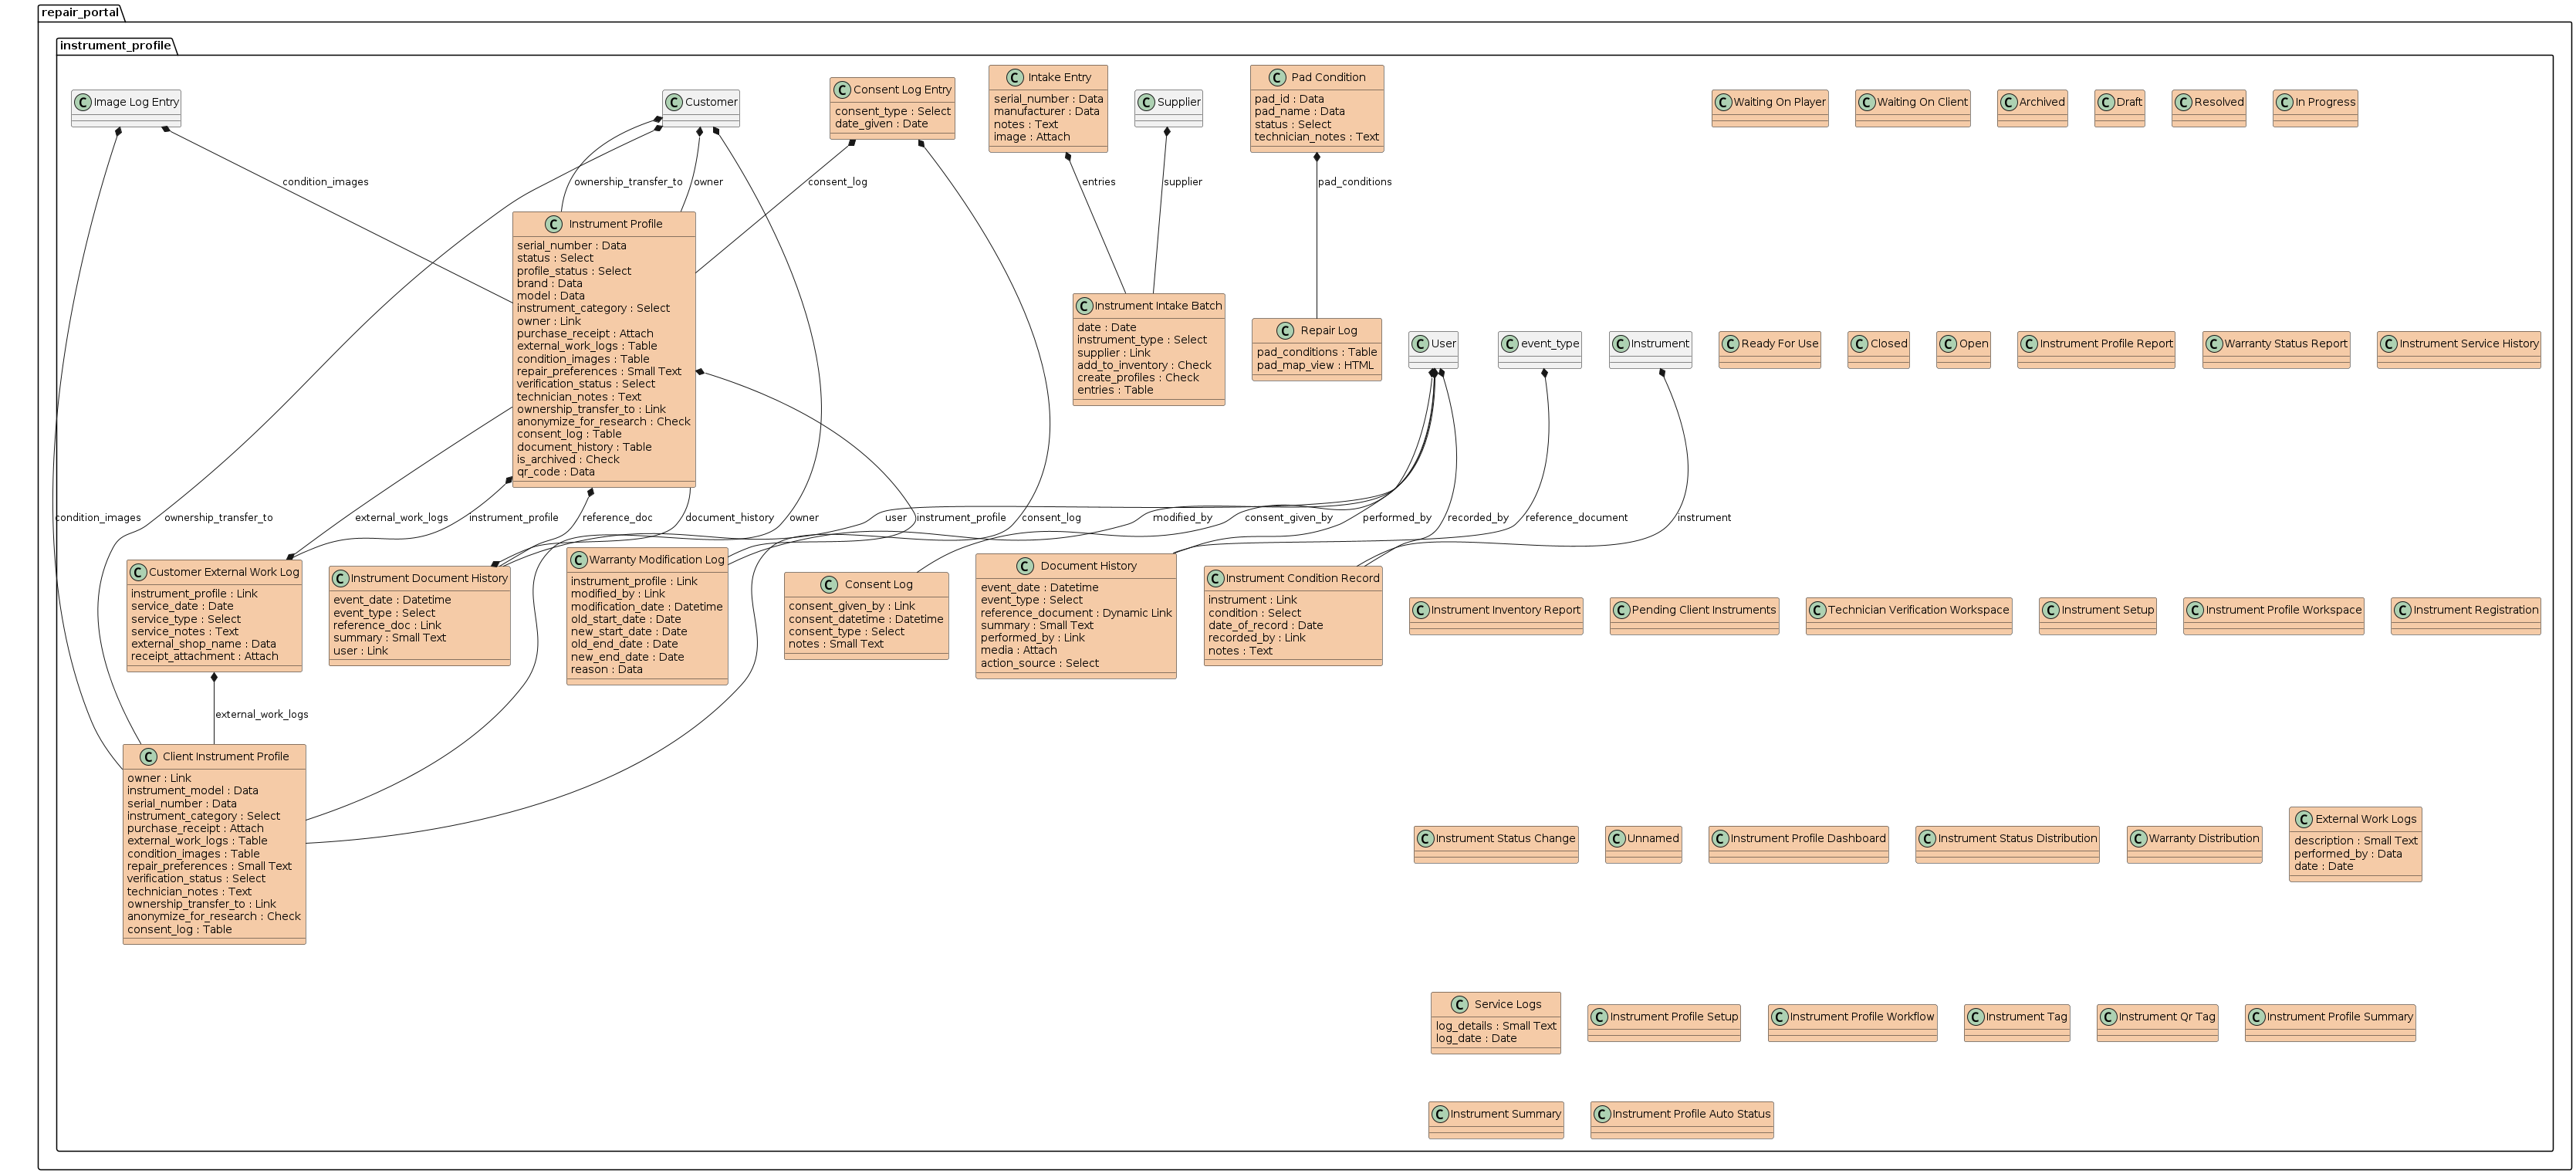 repair_portal
instrument_profile
Image Log Entry
Customer
Consent Log Entry
consent_type : Select
date_given : Date
Intake Entry
serial_number : Data
manufacturer : Data
notes : Text
image : Attach
Supplier
Pad Condition
pad_id : Data
pad_name : Data
status : Select
technician_notes : Text
Waiting On Player
Waiting On Client
Archived
Draft
Resolved
In Progress
condition_images
ownership_transfer_to
owner
consent_log
entries
supplier
pad_conditions
Instrument Profile
serial_number : Data
status : Select
profile_status : Select
brand : Data
model : Data
instrument_category : Select
owner : Link
purchase_receipt : Attach
external_work_logs : Table
condition_images : Table
repair_preferences : Small Text
verification_status : Select
technician_notes : Text
ownership_transfer_to : Link
anonymize_for_research : Check
consent_log : Table
document_history : Table
is_archived : Check
qr_code : Data
Instrument Intake Batch
date : Date
instrument_type : Select
supplier : Link
add_to_inventory : Check
create_profiles : Check
entries : Table
Repair Log
pad_conditions : Table
pad_map_view : HTML
User
event_type
Instrument
Ready For Use
Closed
Open
Instrument Profile Report
Warranty Status Report
Instrument Service History
condition_images
ownership_transfer_to
external_work_logs
instrument_profile
reference_doc
document_history
owner
user
instrument_profile
consent_log
modified_by
consent_given_by
performed_by
recorded_by
reference_document
instrument
Customer External Work Log
instrument_profile : Link
service_date : Date
service_type : Select
service_notes : Text
external_shop_name : Data
receipt_attachment : Attach
Instrument Document History
event_date : Datetime
event_type : Select
reference_doc : Link
summary : Small Text
user : Link
Warranty Modification Log
instrument_profile : Link
modified_by : Link
modification_date : Datetime
old_start_date : Date
new_start_date : Date
old_end_date : Date
new_end_date : Date
reason : Data
Consent Log
consent_given_by : Link
consent_datetime : Datetime
consent_type : Select
notes : Small Text
Document History
event_date : Datetime
event_type : Select
reference_document : Dynamic Link
summary : Small Text
performed_by : Link
media : Attach
action_source : Select
Instrument Condition Record
instrument : Link
condition : Select
date_of_record : Date
recorded_by : Link
notes : Text
Instrument Inventory Report
Pending Client Instruments
Technician Verification Workspace
Instrument Setup
Instrument Profile Workspace
Instrument Registration
external_work_logs
Client Instrument Profile
owner : Link
instrument_model : Data
serial_number : Data
instrument_category : Select
purchase_receipt : Attach
external_work_logs : Table
condition_images : Table
repair_preferences : Small Text
verification_status : Select
technician_notes : Text
ownership_transfer_to : Link
anonymize_for_research : Check
consent_log : Table
Instrument Status Change
Unnamed
Instrument Profile Dashboard
Instrument Status Distribution
Warranty Distribution
External Work Logs
description : Small Text
performed_by : Data
date : Date
Service Logs
log_details : Small Text
log_date : Date
Instrument Profile Setup
Instrument Profile Workflow
Instrument Tag
Instrument Qr Tag
Instrument Profile Summary
Instrument Summary
Instrument Profile Auto Status